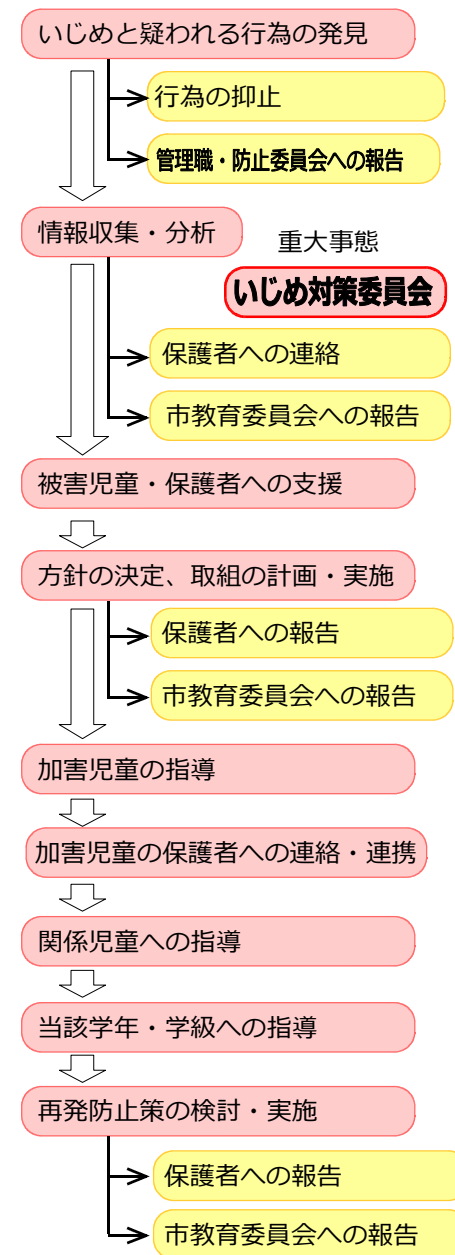 いじめと疑われる行為の発見
行為の抑止
管理職・防止委員会への報告
情報収集・分析
重大事態
いじめ対策委員会
保護者への連絡
市教育委員会への報告
被害児童・保護者への支援
方針の決定、取組の計画・実施
保護者への報告
市教育委員会への報告
加害児童の指導
加害児童の保護者への連絡・連携
関係児童への指導
当該学年・学級への指導
再発防止策の検討・実施
保護者への報告
市教育委員会への報告